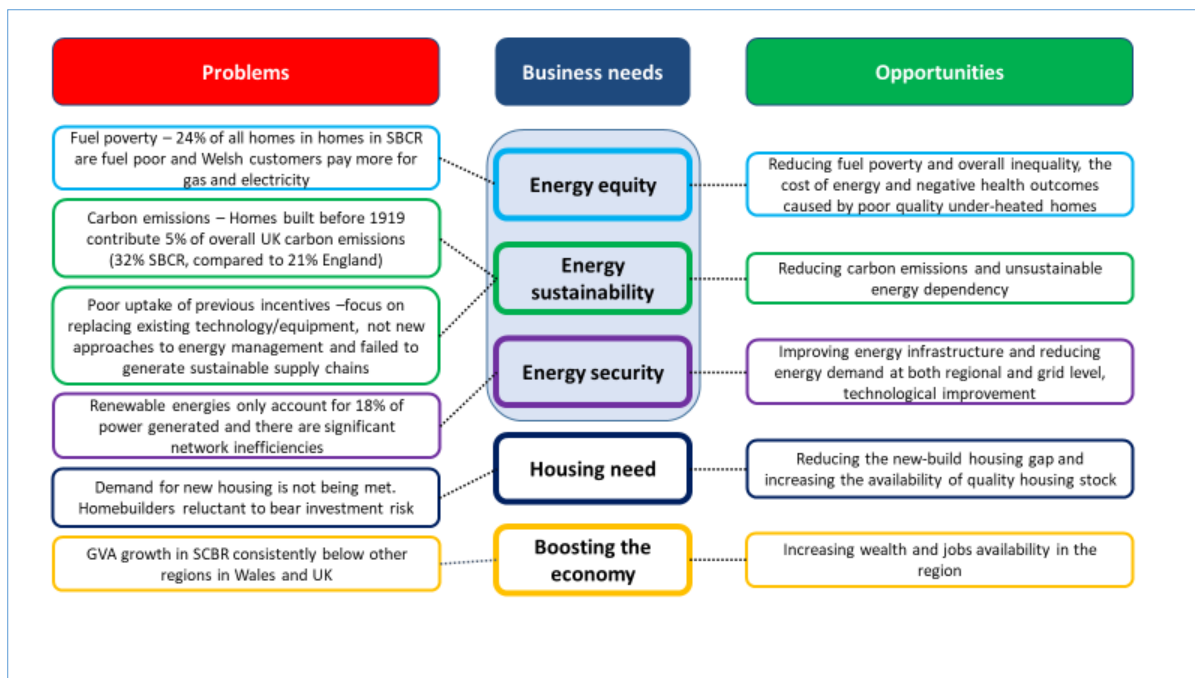 Problems
Business needs
Opportunities
Fuel poverty – 24% of all homes in homes in SBCR
are fuel poor and Welsh customers pay more for
gas and electricity
Energy equity
Reducing fuel poverty and overall inequality, the
cost of energy and negative health outcomes
caused by poor quality under-heated homes
Carbon emissions – Homes built before 1919
contribute 5% of overall UK carbon emissions
(32% SBCR, compared to 21% England)
Energy
sustainability
Reducing carbon emissions and unsustainable
energy dependency
Poor uptake of previous incentives –focus on
replacing existing technology/equipment, not new
approaches to energy management and failed to
generate sustainable supply chains
Energy security
Improving energy infrastructure and reducing
energy demand at both regional and grid level,
technological improvement
Renewable energies only account for 18% of
power generated and there are significant
network inefficiencies
Housing need
Reducing the new-build housing gap and
increasing the availability of quality housing stock
Demand for new housing is not being met.
Homebuilders reluctant to bear investment risk
GVA growth in SCBR consistently below other
regions in Wales and UK
Boosting the
economy
Increasing wealth and jobs availability in the
region